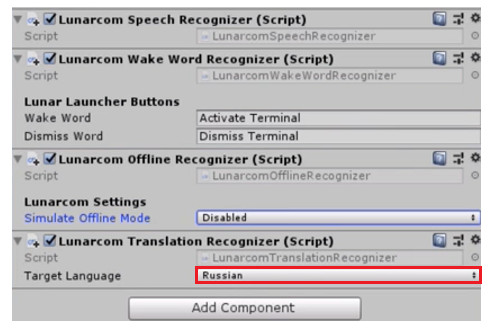 Lunarcom Speech Recognizer (Script)
Script LunarcomSpeechRecognizer
Lunarcom Wake Word Recognizer (Script)
Script LunarcomWakeWordRecognizer
Lunar Launcher Buttons
Wake Word Activate Terminal
Dismiss Word Dismiss Terminal
Lunarcom Offline Recognizer (Script)
Script LunarcomOfflineRecognizer
Lunarcom Settings
Simulate Offline Mode Disabled
Lunarcom Translation Recognizer (Script)
Script LunarcomTranslationRecognizer
Target Language Russian
Add Component